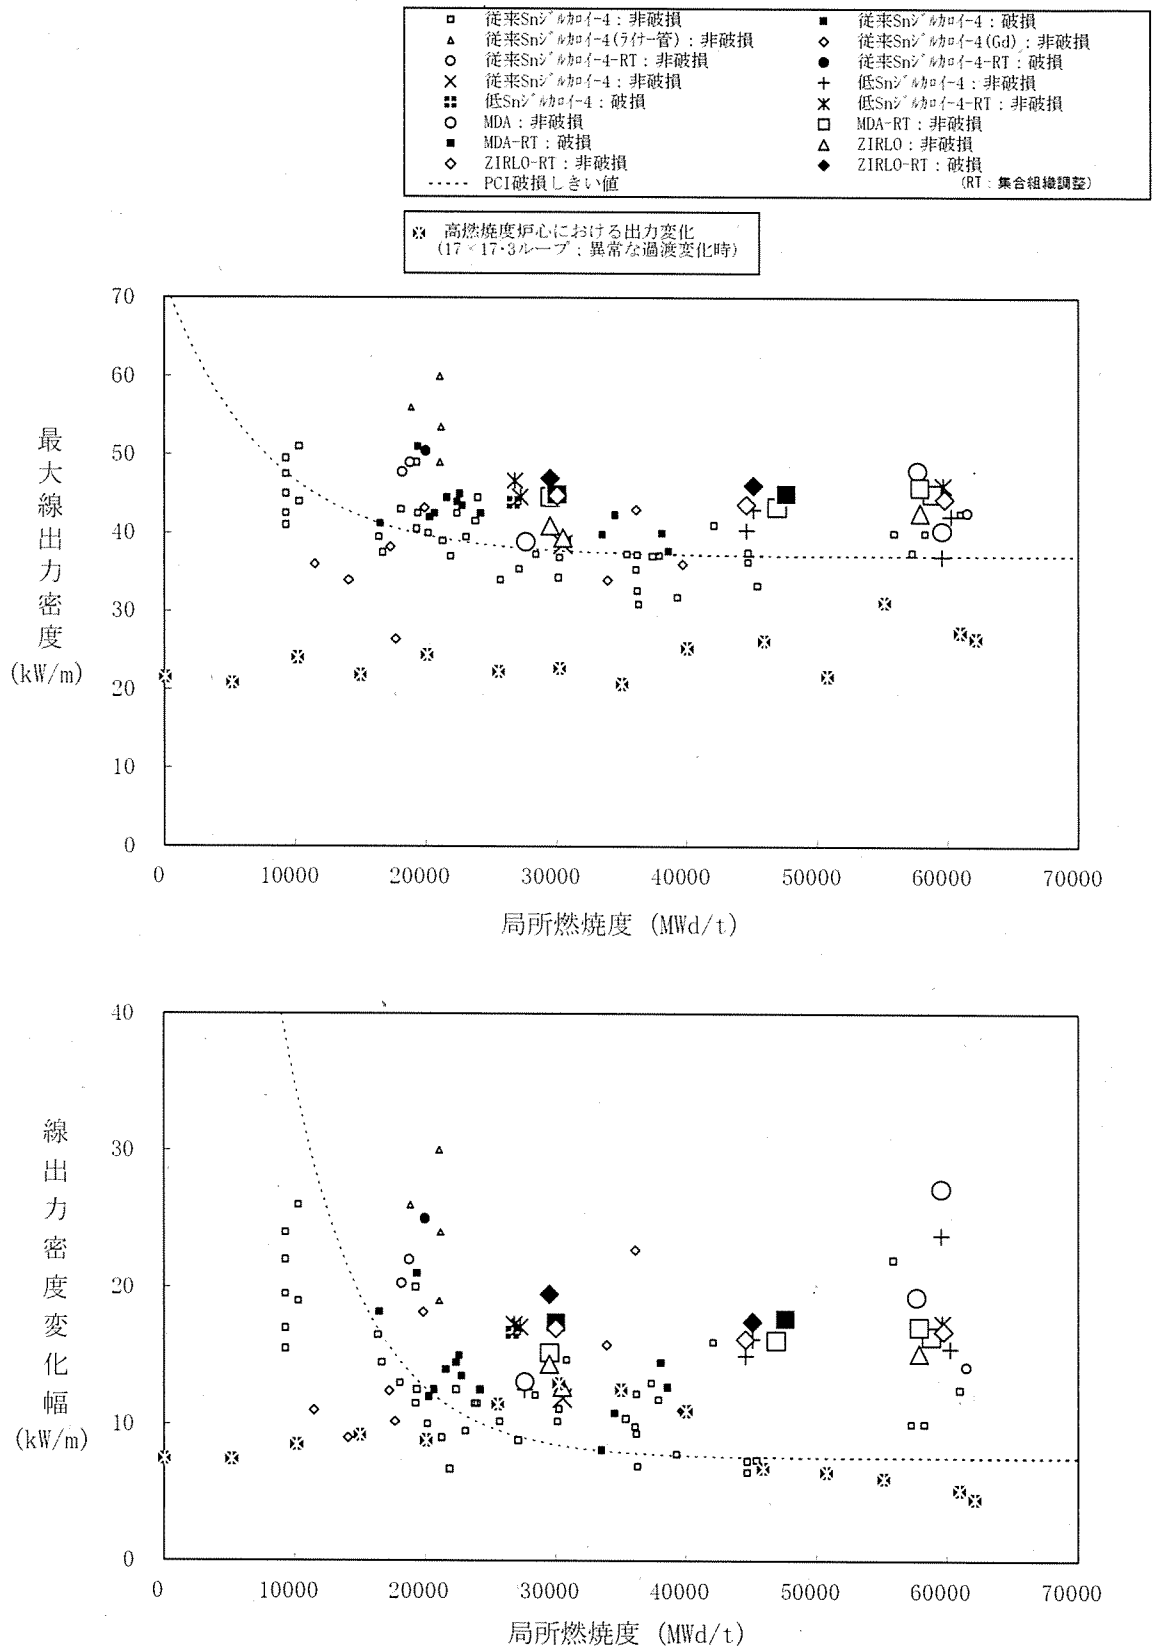 従来Snｼﾞﾙｶﾛｲ-4：非破損
従来Snｼﾞﾙｶﾛｲ-4：破損
従来Snｼﾞﾙｶﾛｲ-4(ﾗｲﾅｰ管)：非破損
従来Snｼﾞﾙｶﾛｲ-4(Gd)：非破損
従来Snｼﾞﾙｶﾛｲ-4-RT：非破損
従来Snｼﾞﾙｶﾛｲ-4-RT：破損
従来Snｼﾞﾙｶﾛｲ-4：非破損
低Snｼﾞﾙｶﾛｲ-4：非破損
低Snｼﾞﾙｶﾛｲ-4：破損
低Snｼﾞﾙｶﾛｲ-4-RT：非破損
MDA：非破損
MDA-RT：非破損
MDA-RT：破損
ZIRLO：非破損
ZIRLO-RT：非破損
ZIRLO-RT：破損
PCI破損しきい値
(RT：集合組織調整)
高燃焼度炉心における出力変化
(17×17･3ループ：異常な過渡変化時)
70
60
50
40
30
20
10
0
最大線出力密度
(kW/m)
0 10000 20000 30000 40000 50000 60000 70000
局所燃焼度 (MWd/t)
40
30
20
10
0
線出力密度変化幅
(kW/m)
0 10000 20000 30000 40000 50000 60000 70000
局所燃焼度 (MWd/t)